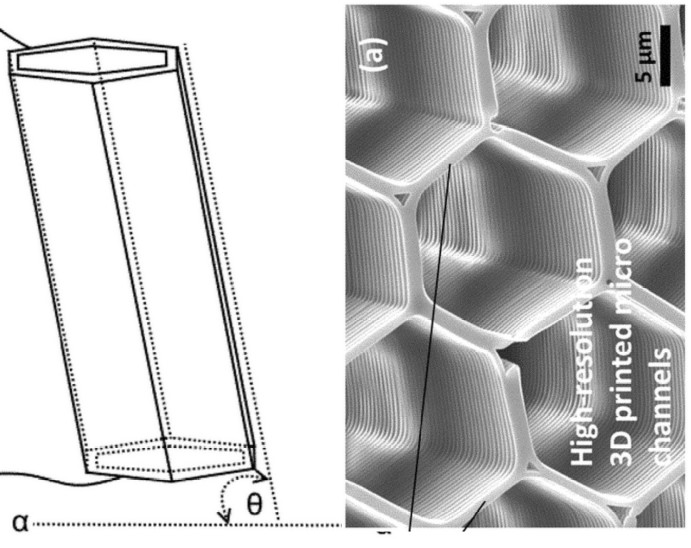 (a)
5 μm
High resolution
3D printed micro
channels
θ
α